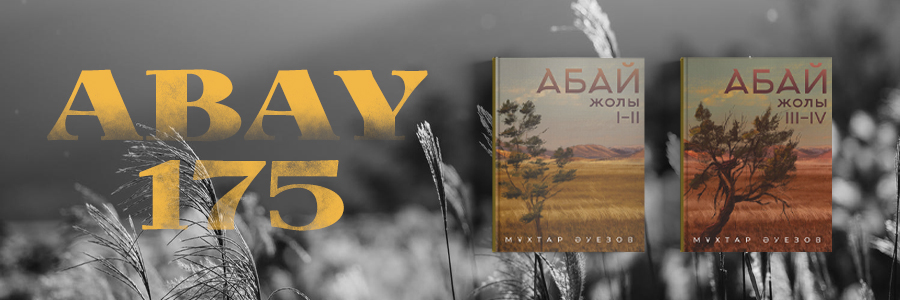 ABAY
175
АБАЙ
ЖОЛЫ
I-II
МҰХТАР ӘУЕЗОВ
АБАЙ
ЖОЛЫ
III-IV
МҰХТАР ӘУЕЗОВ